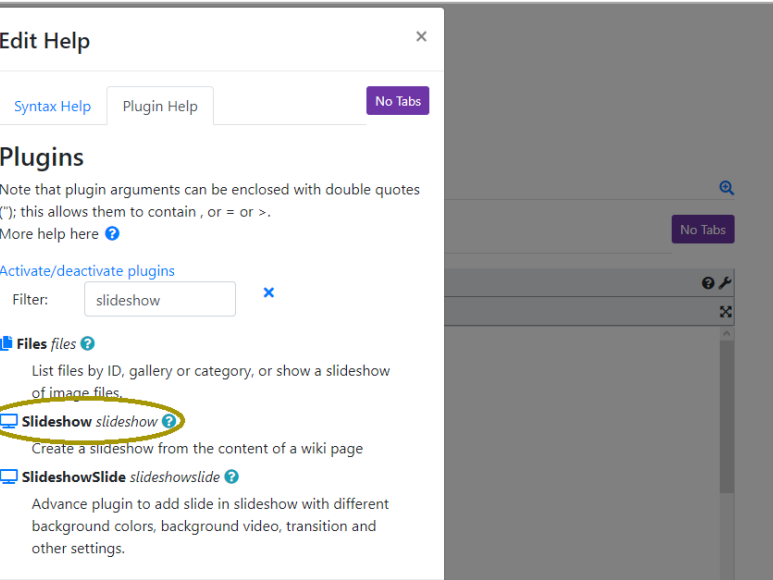 Edit Help ×
Syntax Help Plugin Help No Tabs
Plugins
Note that plugin arguments can be enclosed with double quotes
("); this allows them to contain , or = or >.
More help here
Activate/deactivate plugins
Filter: slideshow
Files files
List files by ID, gallery or category, or show a slideshow
of image files.
Slideshow slideshow
Create a slideshow from the content of a wiki page
SlideshowSlide slideshowslide
Advance plugin to add slide in slideshow with different
background colors, background video, transition and
other settings.
No Tabs